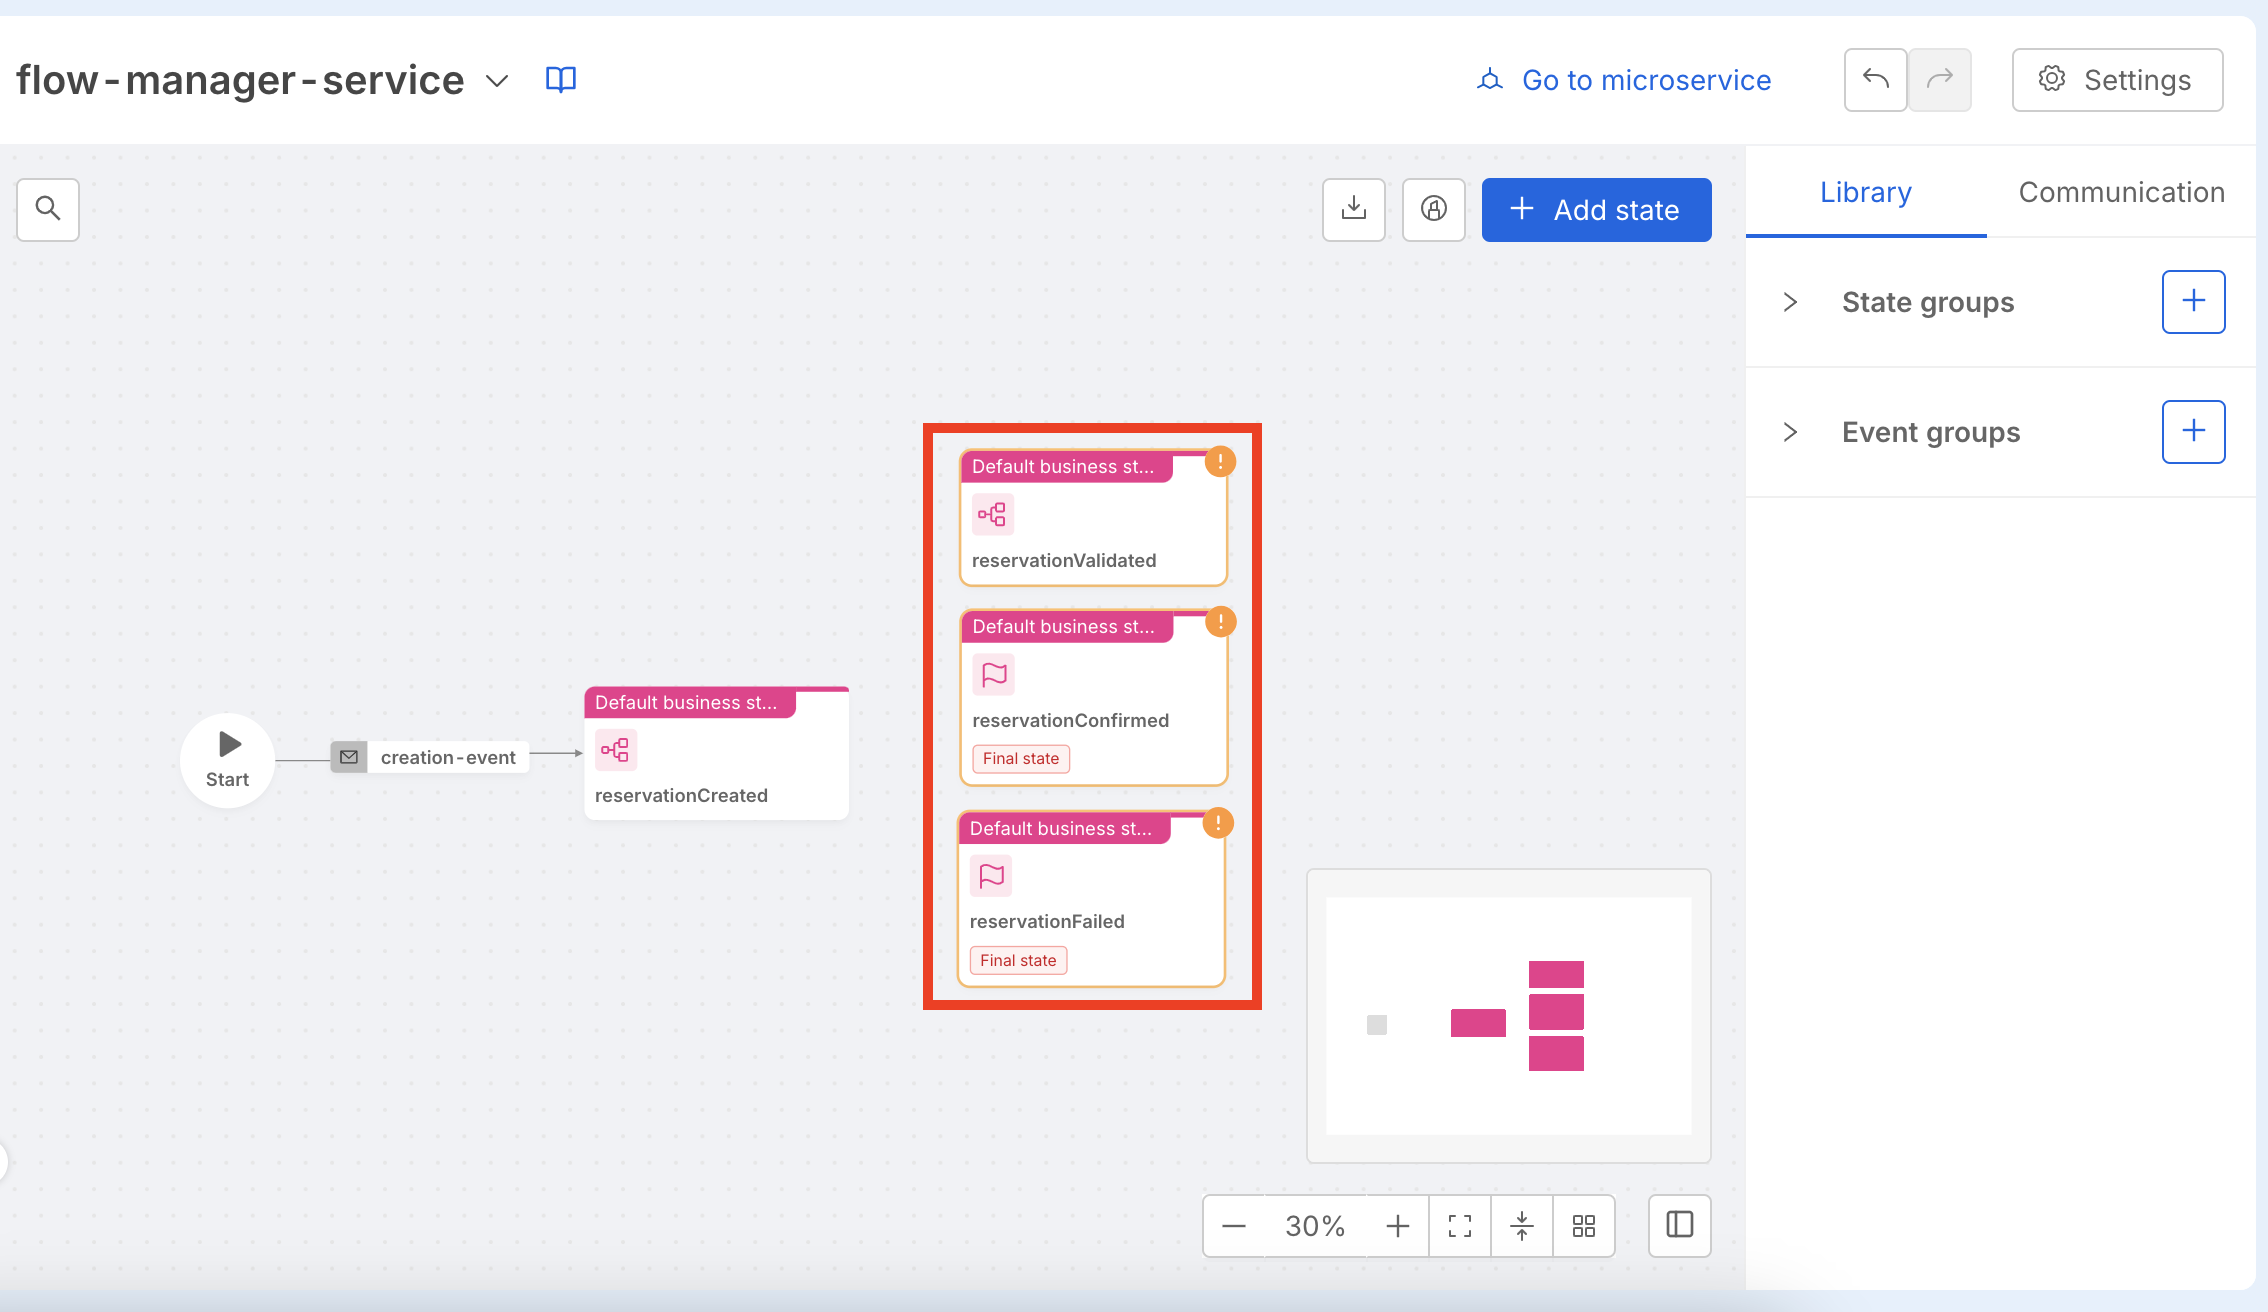 flow-manager-service
Go to microservice
Settings
Add state
Library
Communication
State groups
Event groups
Start
creation-event
Default business st...
reservationCreated
Default business st...
!
reservationValidated
Default business st...
!
reservationConfirmed
Final state
Default business st...
!
reservationFailed
Final state
30%